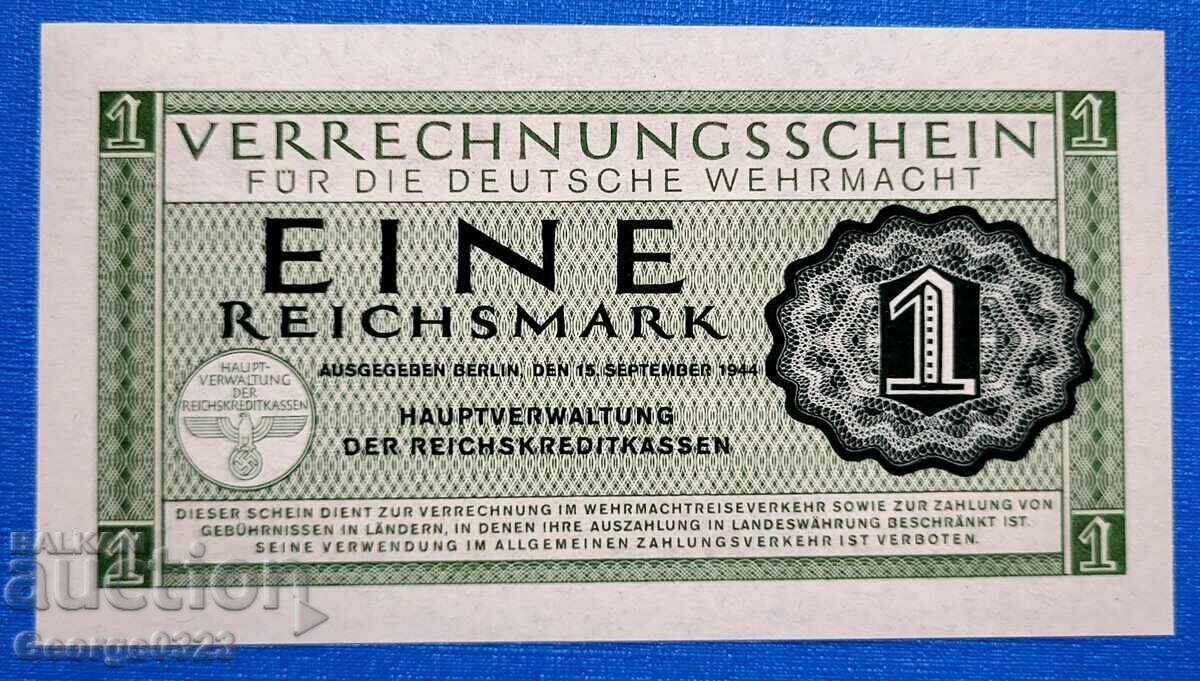 1 1
VERRECHNUNGSSCHEIN
FÜR DIE DEUTSCHE WEHRMACHT
EINE
REICHSMARK
1
AUSGEGEBEN BERLIN, DEN 15. SEPTEMBER 1944
HAUPTVERWALTUNG
DER REICHSKREDITKASSEN
HAUPT-
VERWALTUNG
DER
REICHSKREDITKASSEN
DIESER SCHEIN DIENT ZUR VERRECHNUNG IM WEHRMACHTREISEVERKEHR SOWIE ZUR ZAHLUNG VON
GEBÜHRNISSEN IN LÄNDERN, IN DENEN IHRE AUSZAHLUNG IN LANDESWÄHRUNG BESCHRÄNKT IST.
SEINE VERWENDUNG IM ALLGEMEINEN ZAHLUNGSVERKEHR IST VERBOTEN.
1 1
BALKAN
auction
George0323